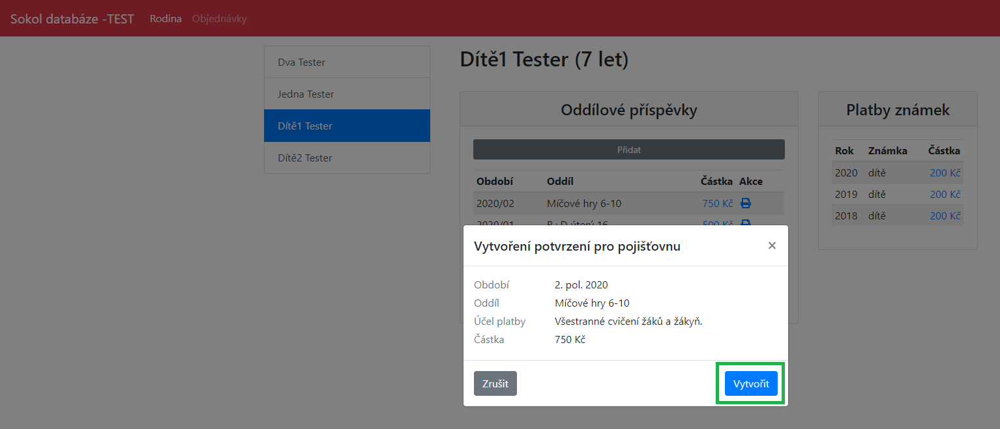 Sokol databáze -TEST Rodina Objednávky
Dva Tester
Jedna Tester
Dítě1 Tester
Dítě2 Tester
Dítě1 Tester (7 let)
Oddílové příspěvky
Přidat
Období Oddíl Částka Akce
2020/02 Míčové hry 6-10 750 Kč
2020/01 R+D úterý 16 500 Kč
Platby známek
Rok Známka Částka
2020 dítě 200 Kč
2019 dítě 200 Kč
2018 dítě 200 Kč
Vytvoření potvrzení pro pojišťovnu ×
Období 2. pol. 2020
Oddíl Míčové hry 6-10
Účel platby Všestranné cvičení žáků a žákyň.
Částka 750 Kč
Zrušit Vytvořit